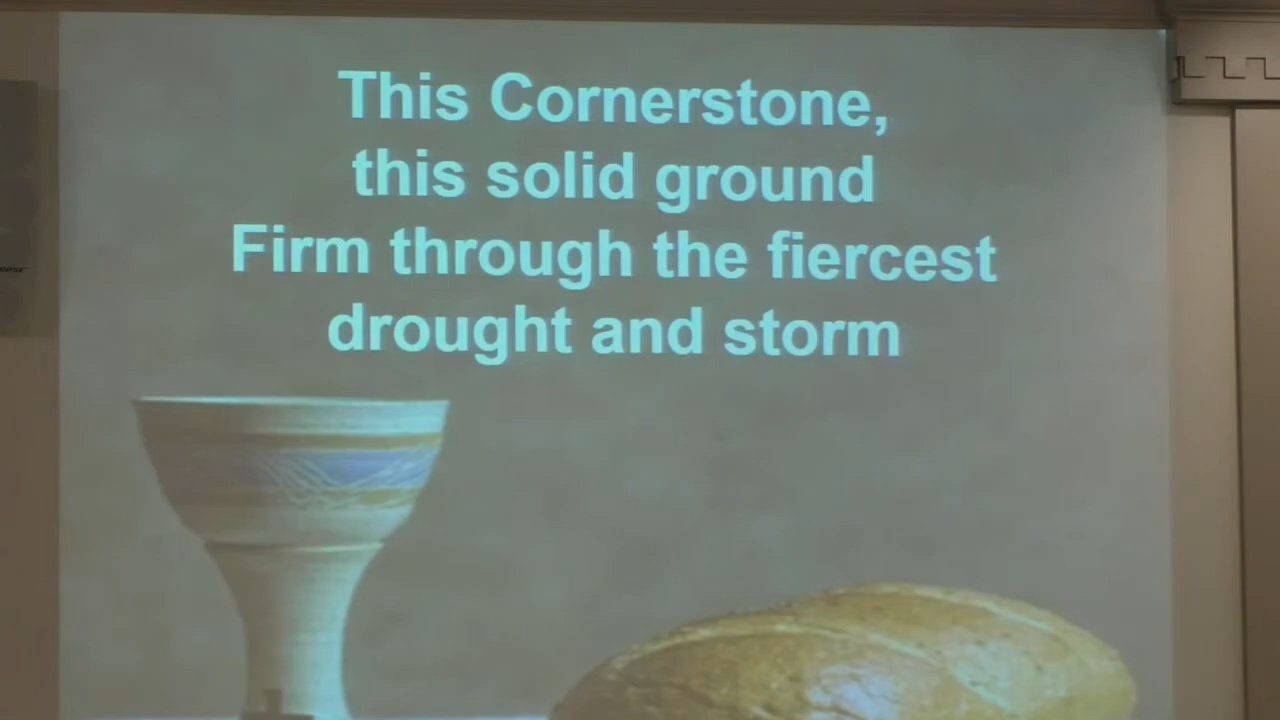 This Cornerstone,
this solid ground
Firm through the fiercest
drought and storm